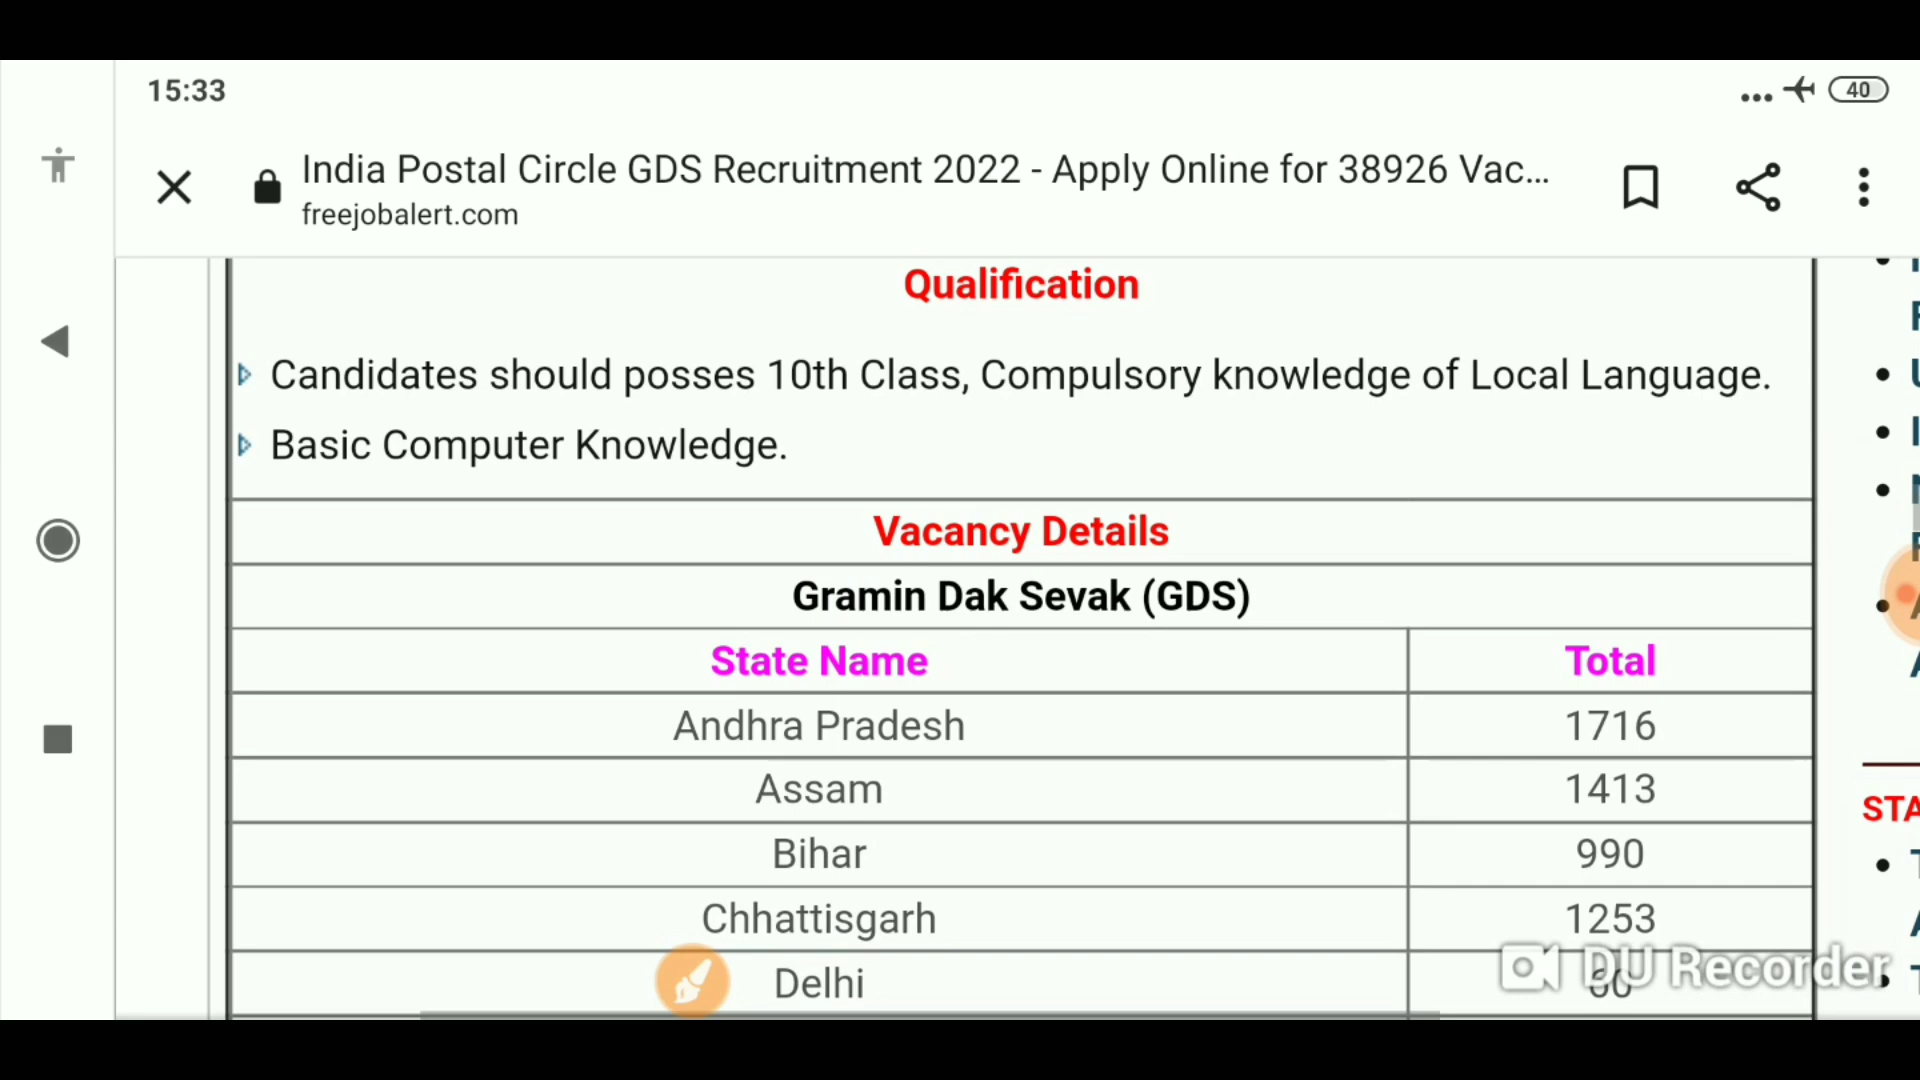 15:33
40
India Postal Circle GDS Recruitment 2022 - Apply Online for 38926 Vac...
freejobalert.com
Qualification
Candidates should posses 10th Class, Compulsory knowledge of Local Language.
Basic Computer Knowledge.
Vacancy Details
Gramin Dak Sevak (GDS)
State Name Total
Andhra Pradesh 1716
Assam 1413
STA
Bihar 990
Chhattisgarh 1253
DU Recorder
Delhi 60